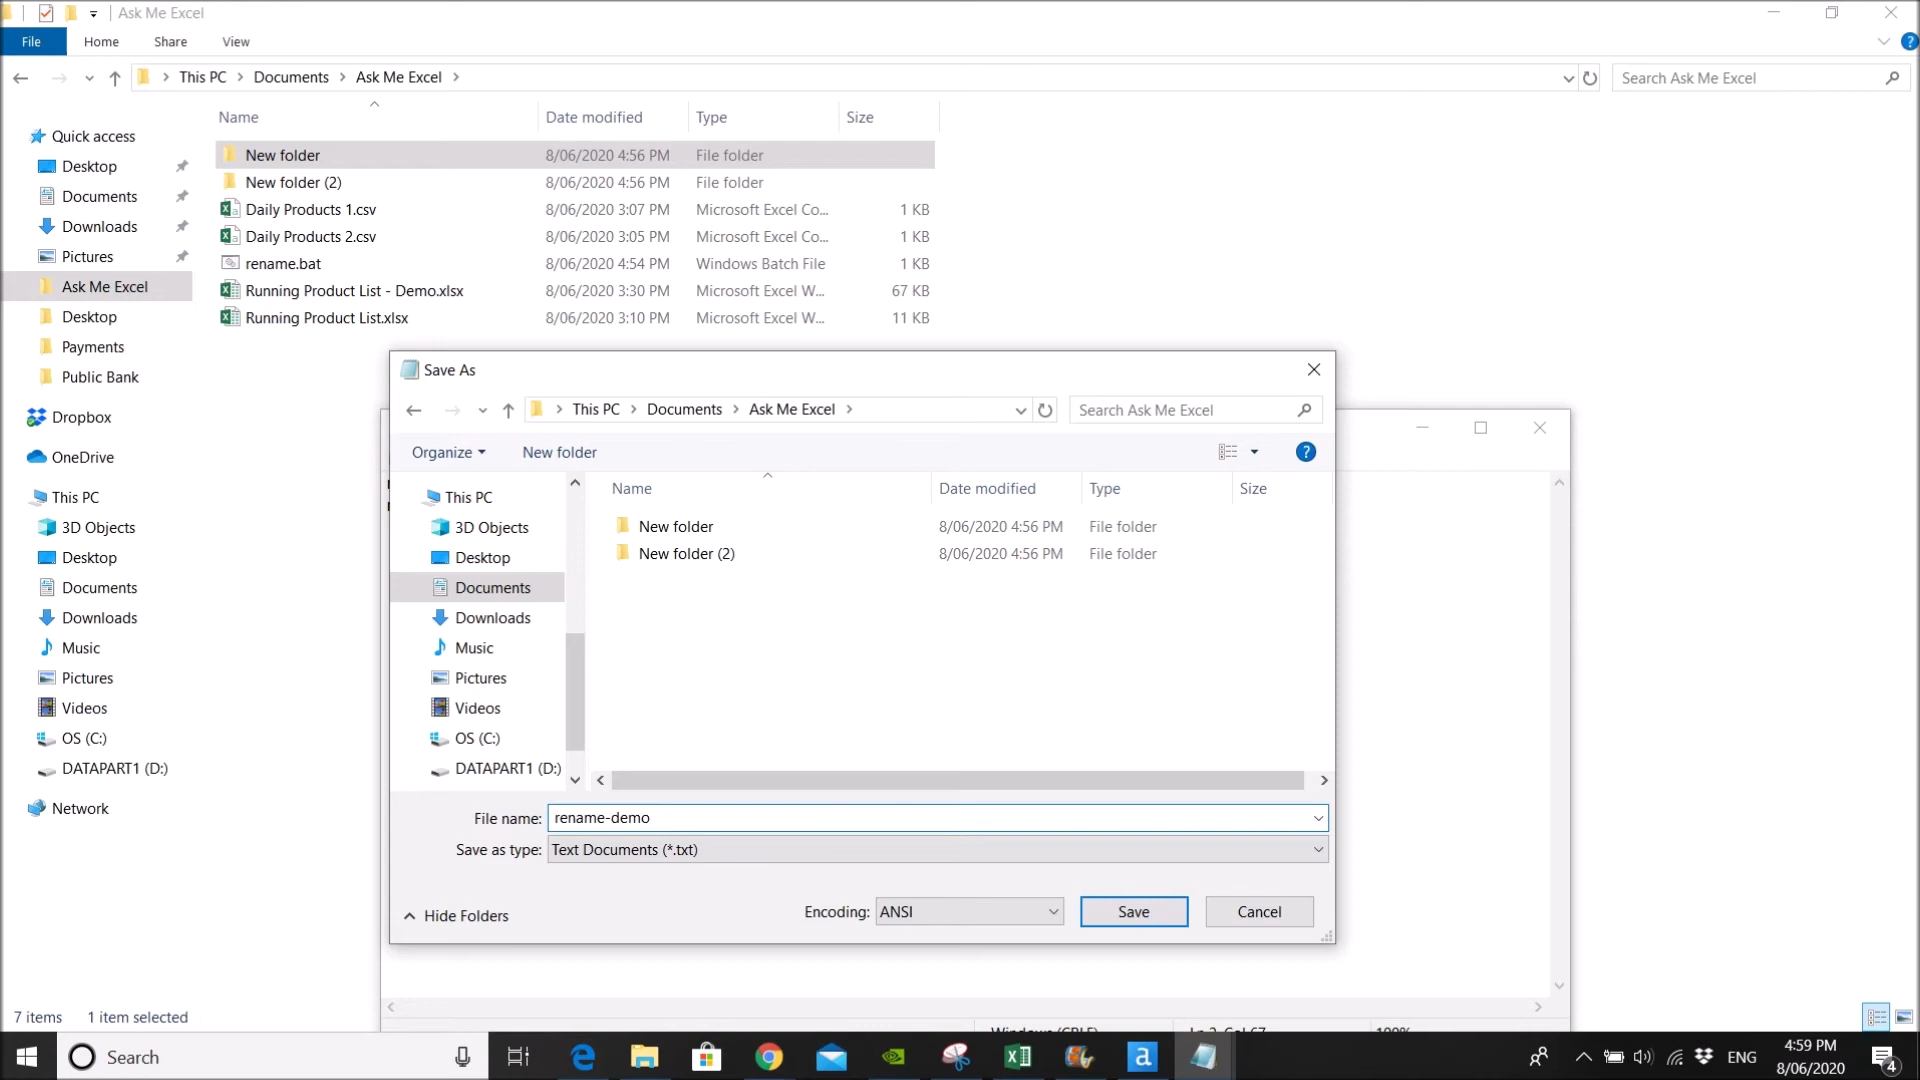 Ask Me Excel
File Home Share View
This PC Documents Ask Me Excel
Search Ask Me Excel
Name Date modified Type Size
New folder 8/06/2020 4:56 PM File folder
New folder (2) 8/06/2020 4:56 PM File folder
Daily Products 1.csv 8/06/2020 3:07 PM Microsoft Excel Co... 1 KB
Daily Products 2.csv 8/06/2020 3:05 PM Microsoft Excel Co... 1 KB
rename.bat 8/06/2020 4:54 PM Windows Batch File 1 KB
Running Product List - Demo.xlsx 8/06/2020 3:30 PM Microsoft Excel W... 67 KB
Running Product List.xlsx 8/06/2020 3:10 PM Microsoft Excel W... 11 KB
Quick access
Desktop
Documents
Downloads
Pictures
Ask Me Excel
Desktop
Payments
Public Bank
Dropbox
OneDrive
This PC
3D Objects
Desktop
Documents
Downloads
Music
Pictures
Videos
OS (C:)
DATAPART1 (D:)
Network
7 items 1 item selected
Save As
This PC Documents Ask Me Excel
Search Ask Me Excel
Organize New folder
?
Name Date modified Type Size
New folder 8/06/2020 4:56 PM File folder
New folder (2) 8/06/2020 4:56 PM File folder
This PC
3D Objects
Desktop
Documents
Downloads
Music
Pictures
Videos
OS (C:)
DATAPART1 (D:)
File name: rename-demo
Save as type: Text Documents (*.txt)
Hide Folders
Encoding: ANSI
Save Cancel
Windows (CRLF) Ln 2, Col 67 100%
Search
ENG
4:59 PM
8/06/2020
4